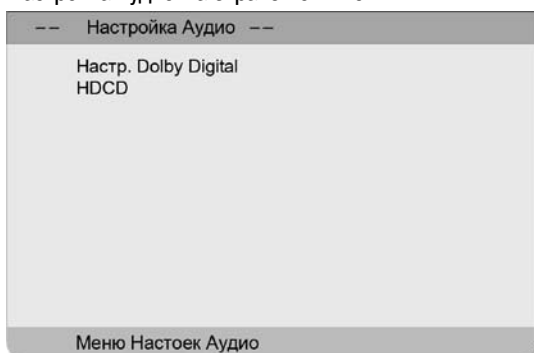 -- Настройка Аудио --
Настр. Dolby Digital
HDCD
Меню Настоек Аудио